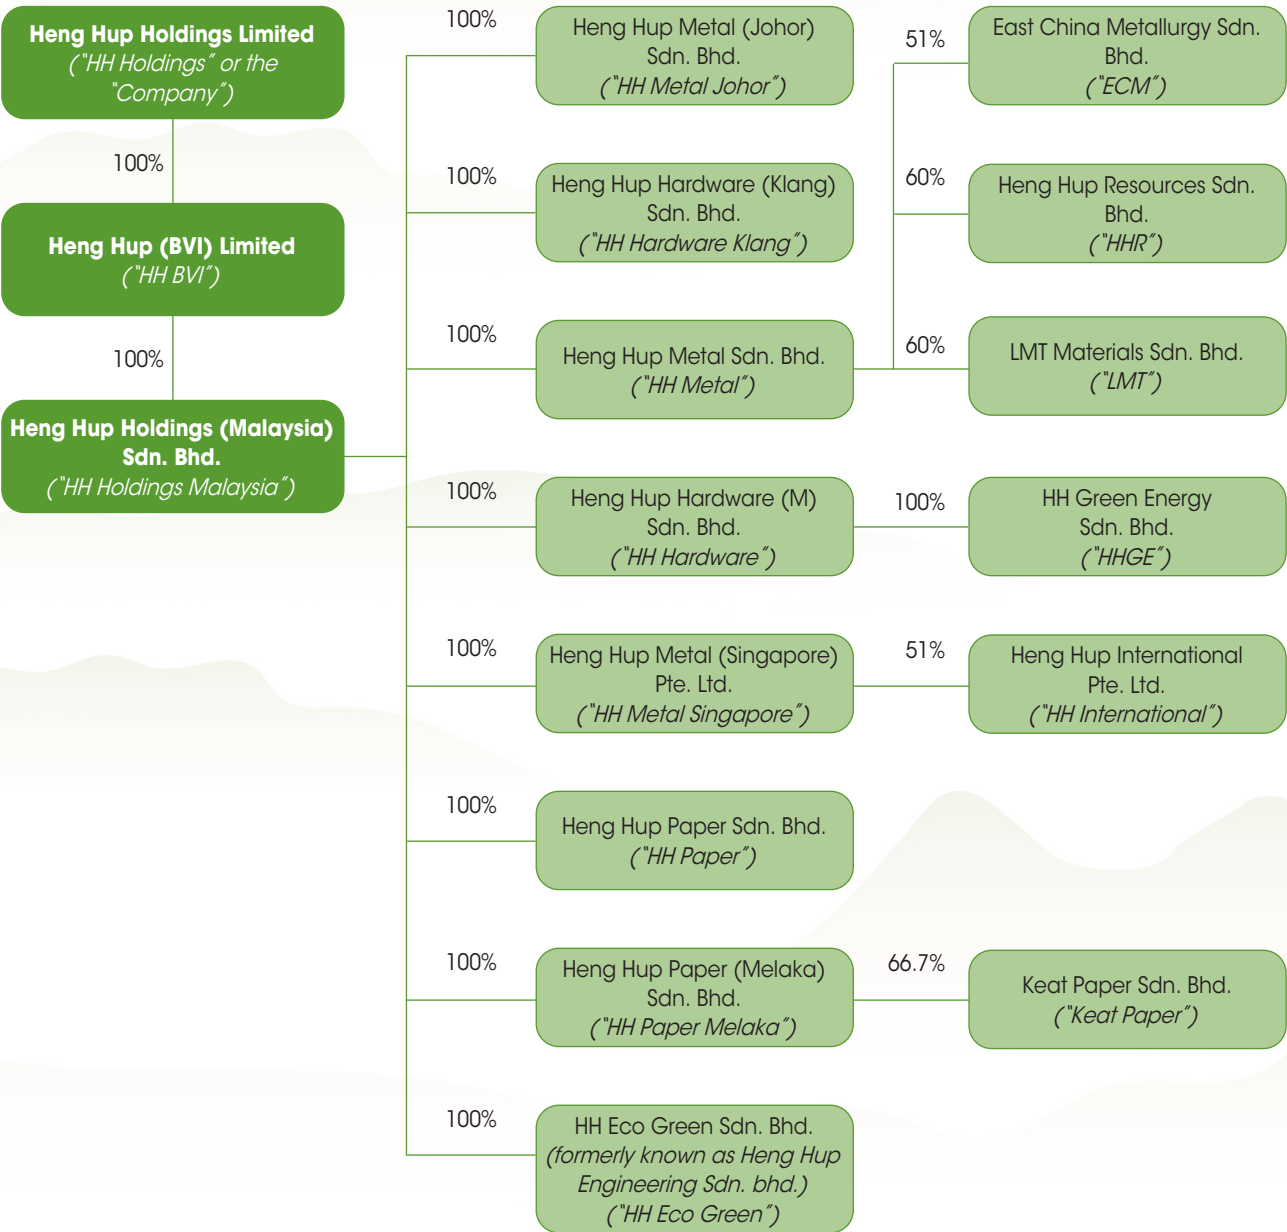 Heng Hup Holdings Limited
(“HH Holdings” or the
“Company”)
100%
Heng Hup (BVI) Limited
(“HH BVI”)
100%
Heng Hup Holdings (Malaysia)
Sdn. Bhd.
(“HH Holdings Malaysia”)
100%
Heng Hup Metal (Johor)
Sdn. Bhd.
(“HH Metal Johor”)
100%
Heng Hup Hardware (Klang)
Sdn. Bhd.
(“HH Hardware Klang”)
100%
Heng Hup Metal Sdn. Bhd.
(“HH Metal”)
51%
East China Metallurgy Sdn.
Bhd.
(“ECM”)
60%
Heng Hup Resources Sdn.
Bhd.
(“HHR”)
60%
LMT Materials Sdn. Bhd.
(“LMT”)
100%
Heng Hup Hardware (M)
Sdn. Bhd.
(“HH Hardware”)
100%
HH Green Energy
Sdn. Bhd.
(“HHGE”)
100%
Heng Hup Metal (Singapore)
Pte. Ltd.
(“HH Metal Singapore”)
51%
Heng Hup International
Pte. Ltd.
(“HH International”)
100%
Heng Hup Paper Sdn. Bhd.
(“HH Paper”)
100%
Heng Hup Paper (Melaka)
Sdn. Bhd.
(“HH Paper Melaka”)
66.7%
Keat Paper Sdn. Bhd.
(“Keat Paper”)
100%
HH Eco Green Sdn. Bhd.
(formerly known as Heng Hup
Engineering Sdn. bhd.)
(“HH Eco Green”)